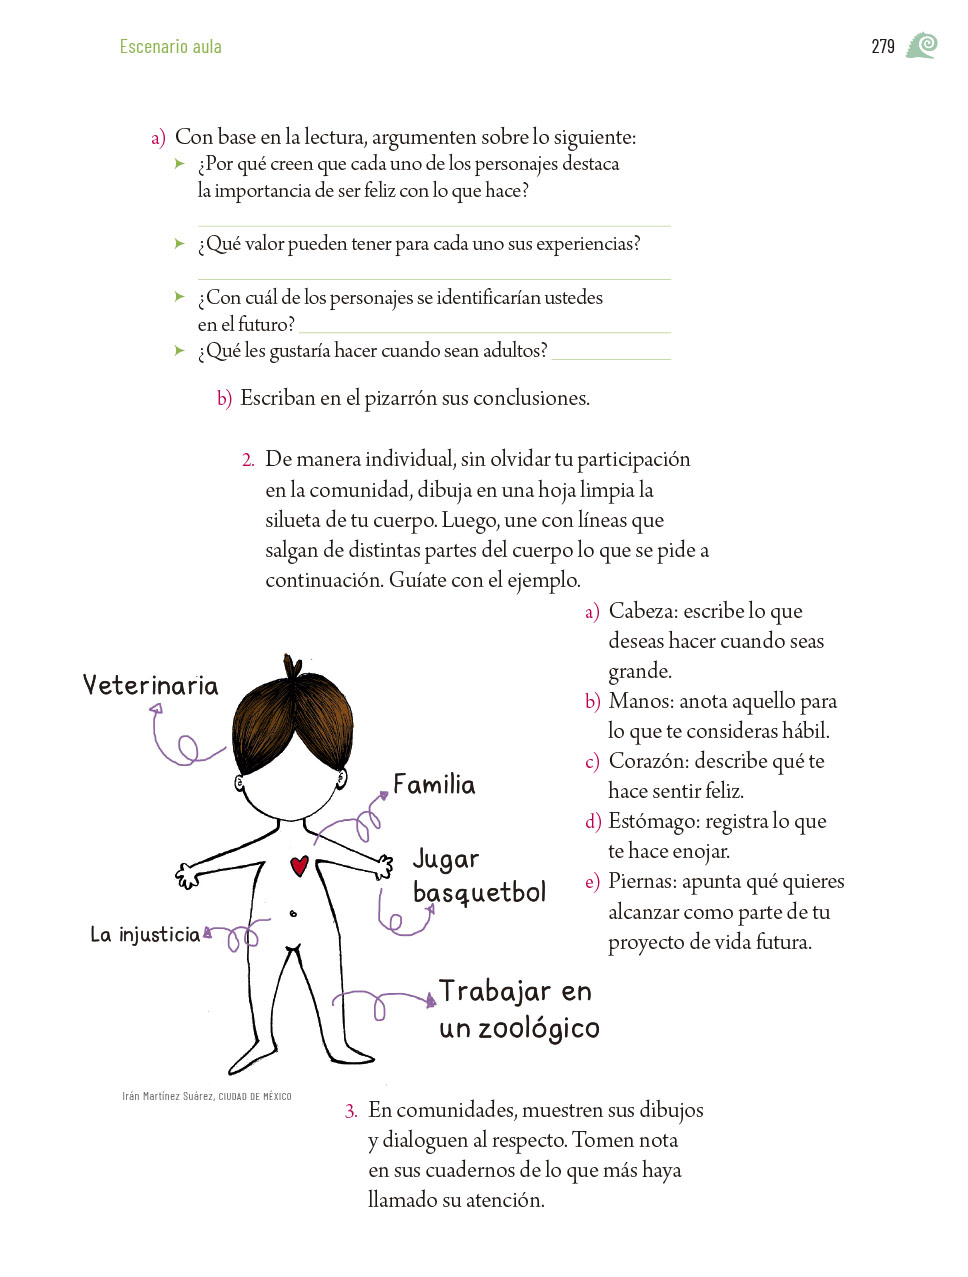 Escenario aula
279
a) Con base en la lectura, argumenten sobre lo siguiente:
¿Por qué creen que cada uno de los personajes destaca
la importancia de ser feliz con lo que hace?
¿Qué valor pueden tener para cada uno sus experiencias?
¿Con cuál de los personajes se identificarían ustedes
en el futuro?
¿Qué les gustaría hacer cuando sean adultos?
b) Escriban en el pizarrón sus conclusiones.
2. De manera individual, sin olvidar tu participación
en la comunidad, dibuja en una hoja limpia la
silueta de tu cuerpo. Luego, une con líneas que
salgan de distintas partes del cuerpo lo que se pide a
continuación. Guíate con el ejemplo.
a) Cabeza: escribe lo que
deseas hacer cuando seas
grande.
b) Manos: anota aquello para
lo que te consideras hábil.
c) Corazón: describe qué te
hace sentir feliz.
d) Estómago: registra lo que
te hace enojar.
e) Piernas: apunta qué quieres
alcanzar como parte de tu
proyecto de vida futura.
Veterinaria
Familia
Jugar
basquetbol
La injusticia
Trabajar en
un zoológico
Irán Martínez Suárez, CIUDAD DE MÉXICO
3. En comunidades, muestren sus dibujos
y dialoguen al respecto. Tomen nota
en sus cuadernos de lo que más haya
llamado su atención.